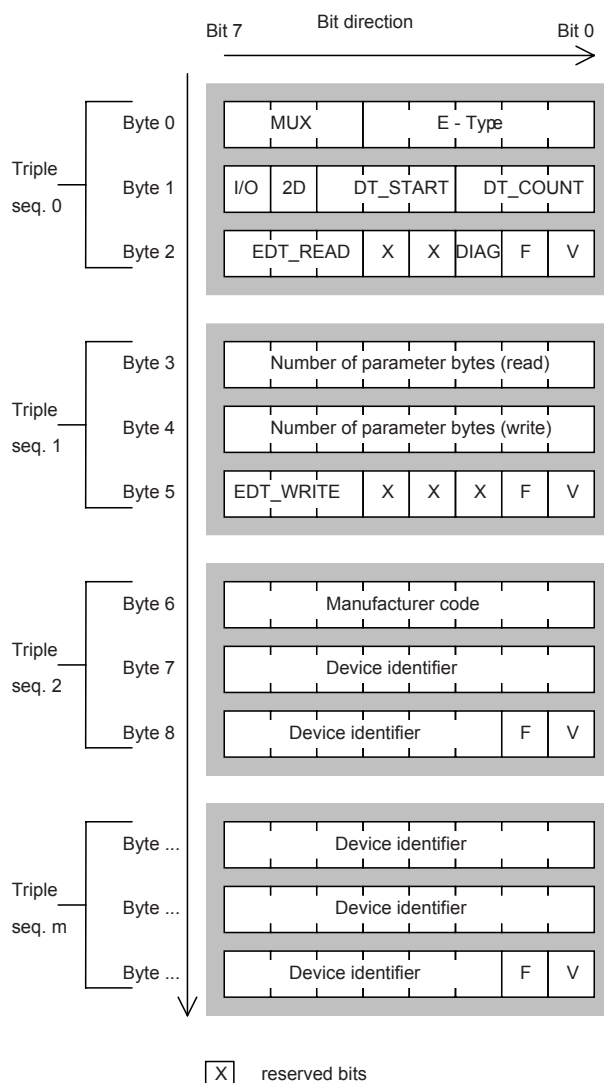 Bit direction
Bit 7 Bit 0
Byte 0 MUX E - Type
Triple
seq. 0
Byte 1 I/O 2D DT_START DT_COUNT
Byte 2 EDT_READ X X DIAG F V
Byte 3 Number of parameter bytes (read)
Triple
seq. 1
Byte 4 Number of parameter bytes (write)
Byte 5 EDT_WRITE X X X F V
Byte 6 Manufacturer code
Triple
seq. 2
Byte 7 Device identifier
Byte 8 Device identifier F V
Byte ... Device identifier
Triple
seq. m
Byte ... Device identifier
Byte ... Device identifier F V
X reserved bits